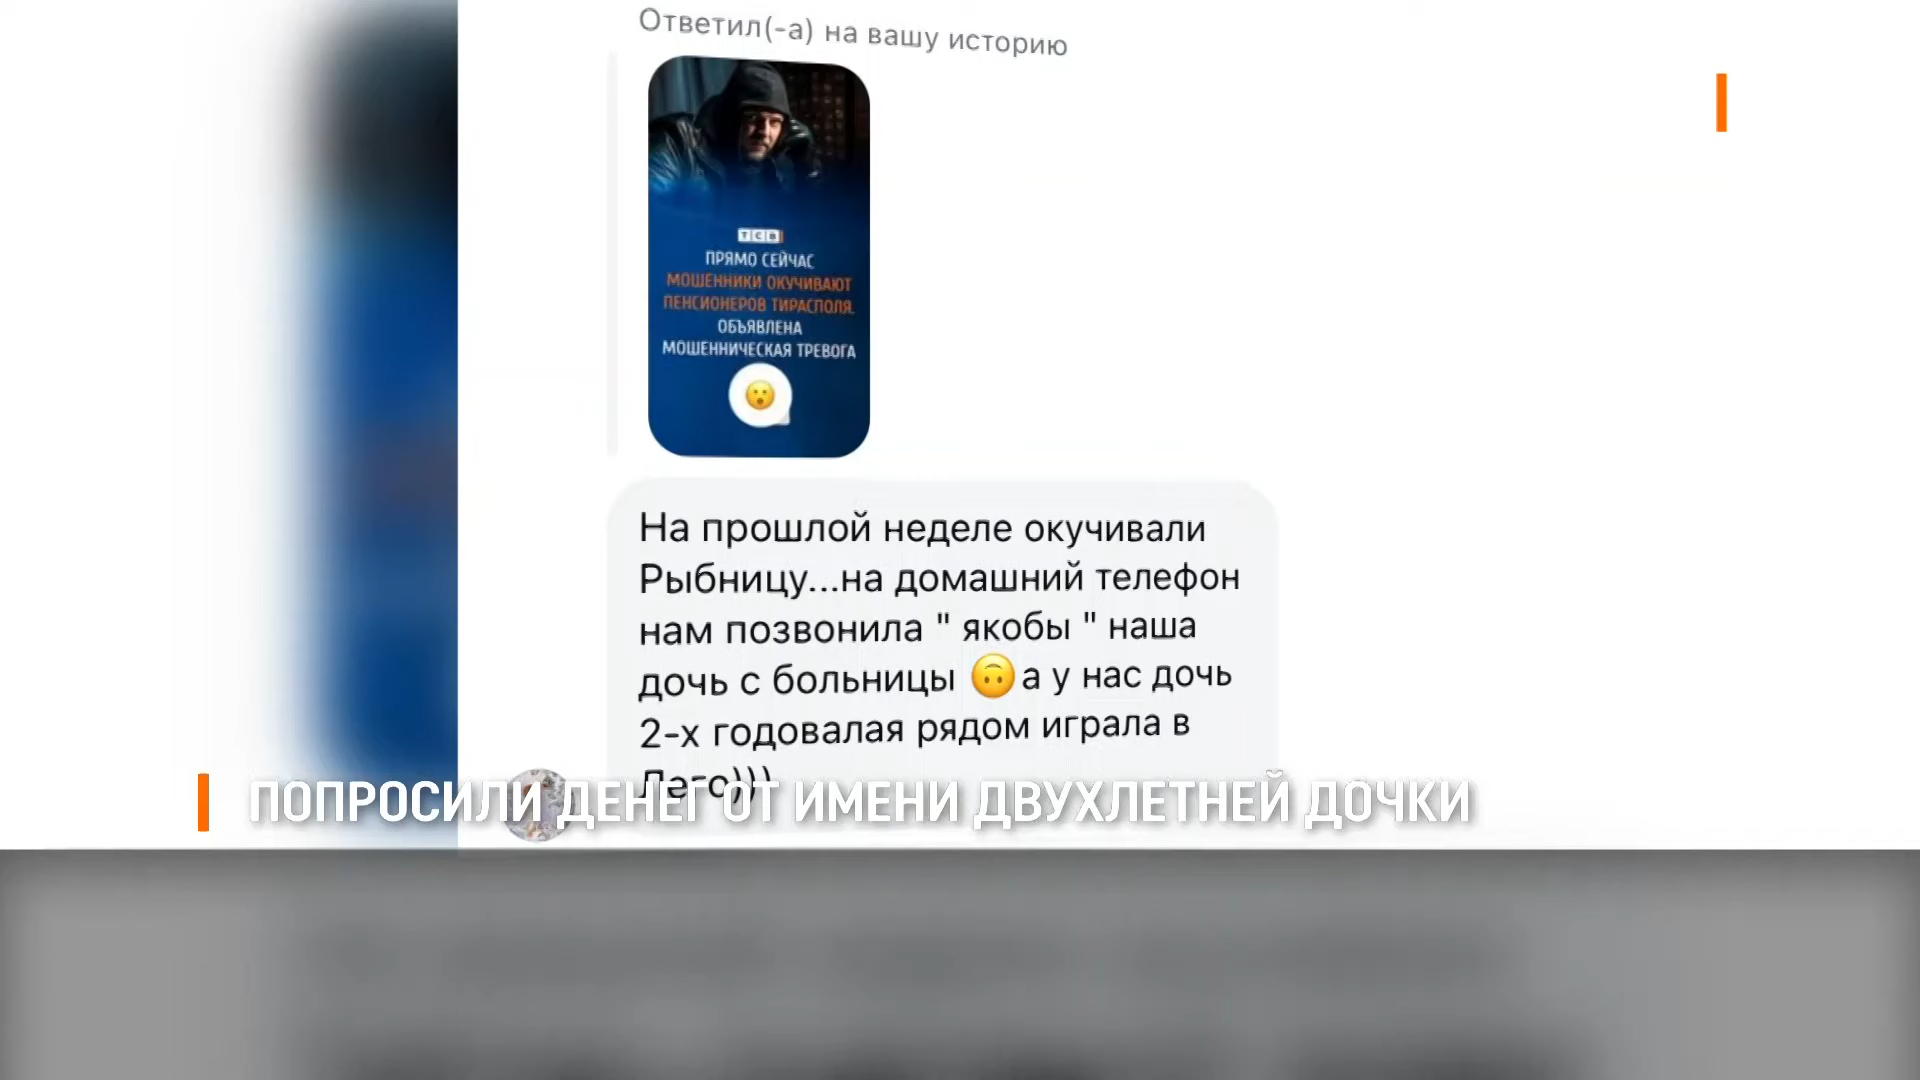 Ответил(-а) на вашу историю
ТСВ
ПРЯМО СЕЙЧАС
МОШЕННИКИ ОКУЧИВАЮТ
ПЕНСИОНЕРОВ ТИРАСПОЛЯ.
ОБЪЯВЛЕНА
МОШЕННИЧЕСКАЯ ТРЕВОГА
На прошлой неделе окучивали
Рыбницу...на домашний телефон
нам позвонила " якобы " наша
дочь с больницы 🙃а у нас дочь
2-х годовалая рядом играла в
Лего)))
ПОПРОСИЛИ ДЕНЕГ ОТ ИМЕНИ ДВУХЛЕТНЕЙ ДОЧКИ